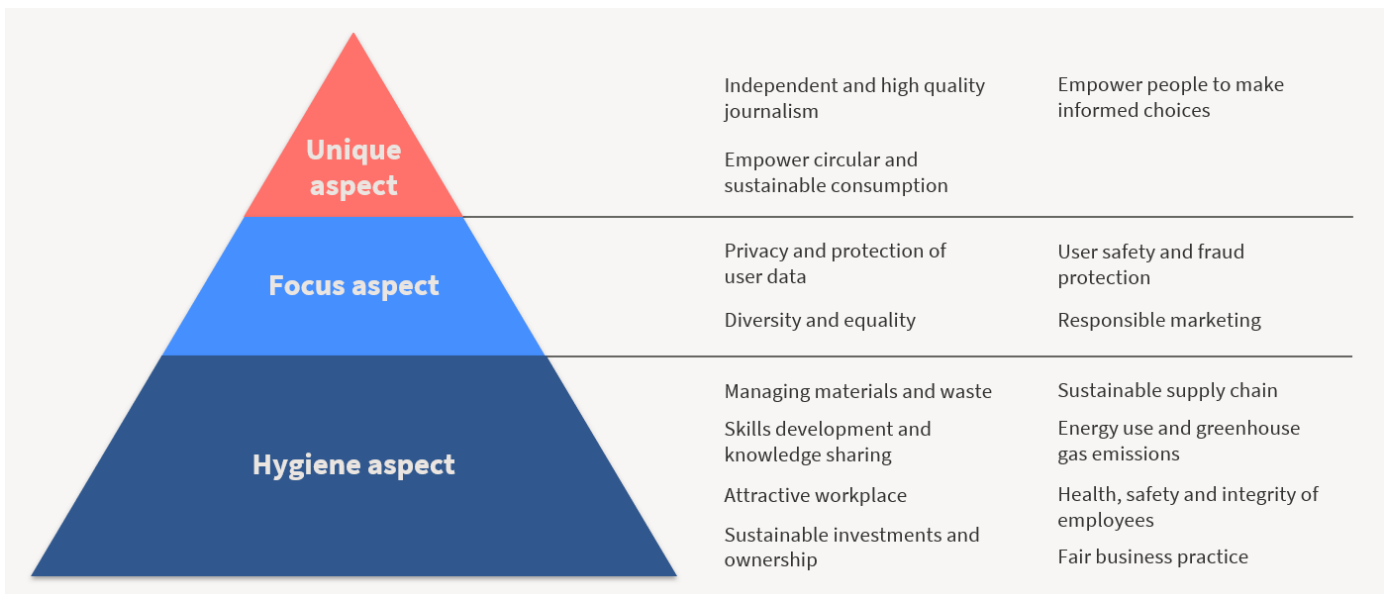 Unique
aspect
Independent and high quality
journalism
Empower people to make
informed choices
Empower circular and
sustainable consumption
Focus aspect
Privacy and protection of
user data
User safety and fraud
protection
Diversity and equality
Responsible marketing
Hygiene aspect
Managing materials and waste
Sustainable supply chain
Skills development and
knowledge sharing
Energy use and greenhouse
gas emissions
Attractive workplace
Health, safety and integrity of
employees
Sustainable investments and
ownership
Fair business practice